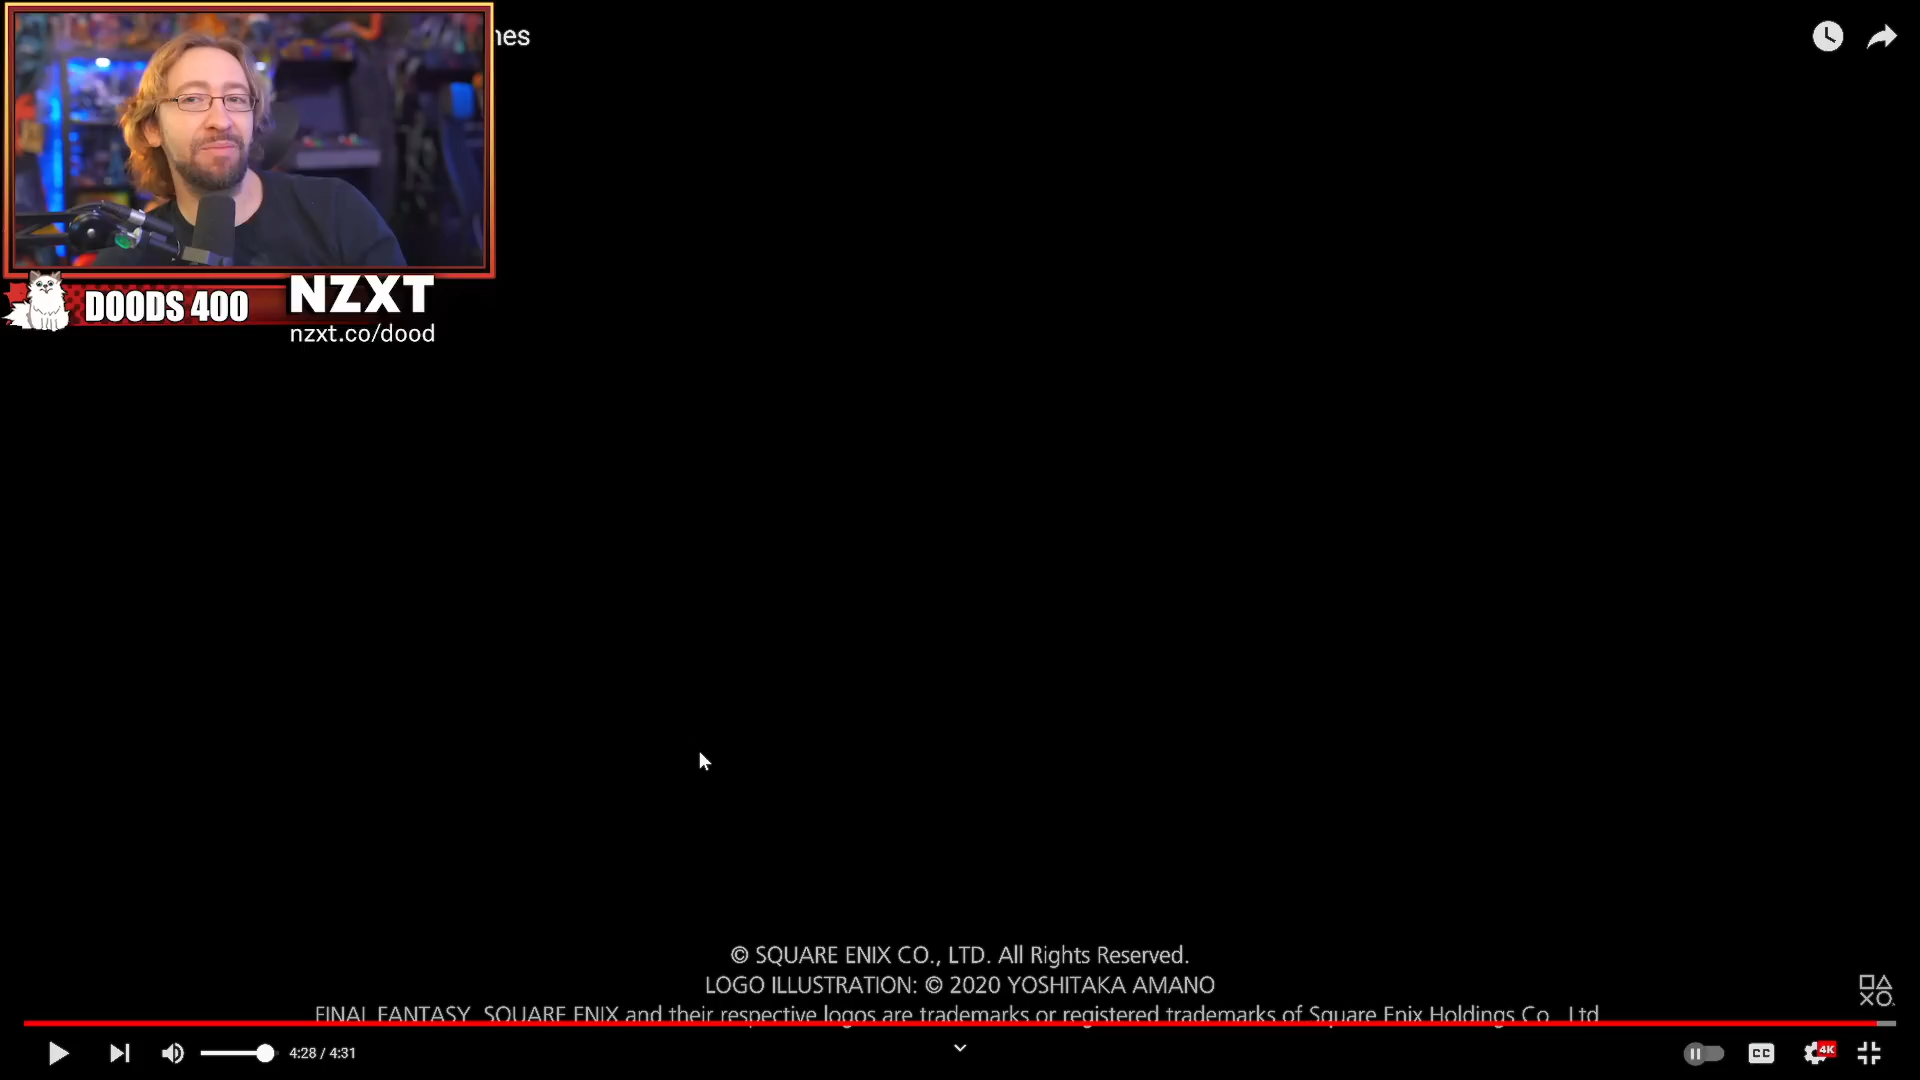 nes
DOODS 400
NZXT
nzxt.co/dood
© SQUARE ENIX CO., LTD. All Rights Reserved.
LOGO ILLUSTRATION: © 2020 YOSHITAKA AMANO
FINAL FANTASY, SQUARE ENIX and their respective logos are trademarks or registered trademarks of Square Enix Holdings Co., Ltd.
4:28 / 4:31
CC
4K